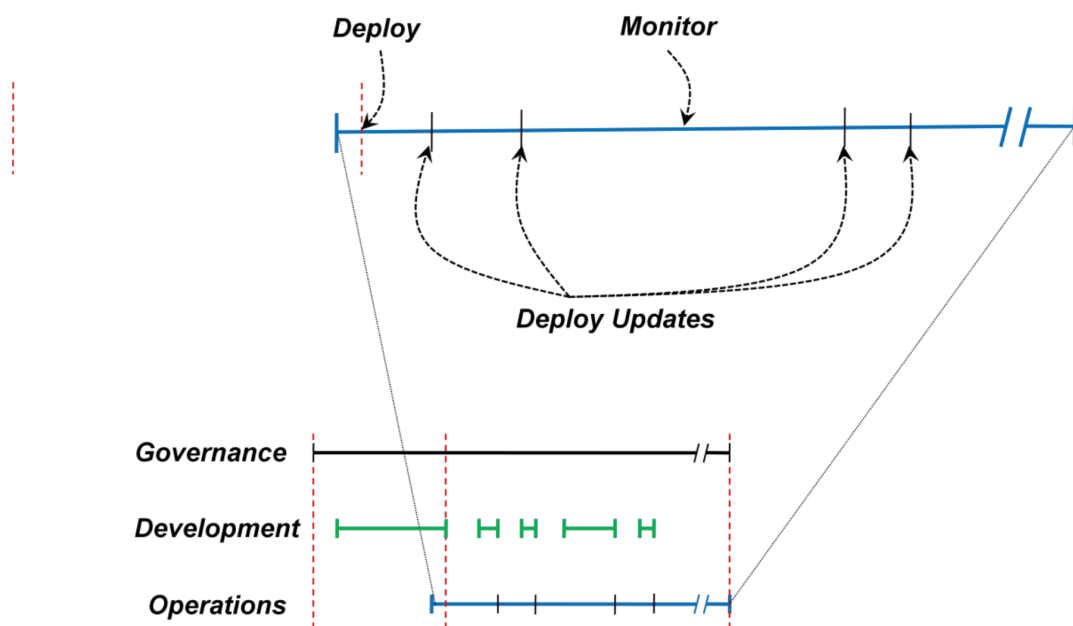 Deploy
Monitor
Deploy Updates
Governance
Development
Operations